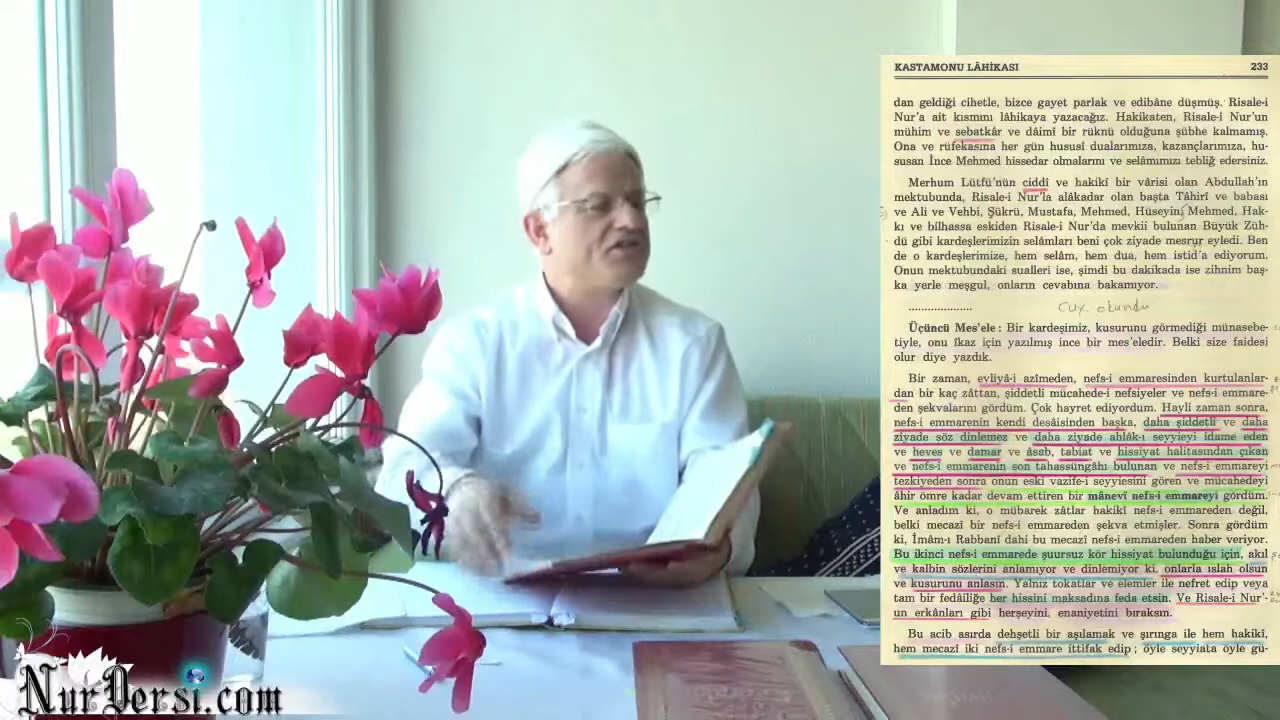 KASTAMONU LÂHİKASI 233
dan geldiği cihetle, bizce gayet parlak ve edibâne düşmüş. Risale-i
Nur'a ait kısmını lâhikaya yazacağız. Hakikaten, Risale-i Nur'un
mühim ve sebatkâr ve dâimî bir rüknü olduğuna şübhe kalmamış.
Ona ve rüfekasına her gün hususî dualarımıza, kazançlarımıza, hu-
susan İnce Mehmed hissedar olmalarını ve selâmımızı tebliğ edersiniz.
Merhum Lütfü'nün ciddî ve hakikî bir vârisi olan Abdullah'ın
mektubunda, Risale-i Nur'la alâkadar olan başta Tâhirî ve babası
ve Ali ve Vehbi, Şükrü, Mustafa, Mehmed, Hüseyin, Mehmed, Hak-
kı ve bilhassa eskiden Risale-i Nur'da mevkii bulunan Büyük Züh-
dü gibi kardeşlerimizin selâmları beni çok ziyade mesrur eyledi. Ben
de o kardeşlerimize, hem selâm, hem dua, hem istid'a ediyorum.
Onun mektubundaki sualleri ise, şimdi bu dakikada ise zihnim baş-
ka yerle meşgul, onların cevabına bakamıyor.
....................
okundu
Üçüncü Mes'ele: Bir kardeşimiz, kusurunu görmediği münasebe-
tiyle, onu îkaz için yazılmış ince bir mes'eledir. Belki size faidesi
olur diye yazdık.
Bir zaman, evliyâ-i azîmeden, nefs-i emmaresinden kurtulanlar-
dan bir kaç zâttan, şiddetli mücahede-i nefsiyeler ve nefs-i emmare-
den şekvalarını gördüm. Çok hayret ediyordum. Hayli zaman sonra,
nefs-i emmarenin kendi desâisinden başka, daha şiddetli ve daha
ziyade söz dinlemez ve daha ziyade ahlâk-ı seyyieyi idame eden
ve heves ve damar ve âsab, tabiat ve hissiyat halitasından çıkan
ve nefs-i emmarenin son tahassüngâhı bulunan ve nefs-i emmareyi
tezkiyeden sonra onun eski vazife-i seyyiesini gören ve mücahedeyi
âhir ömre kadar devam ettiren bir mânevî nefs-i emmareyi gördüm.
Ve anladım ki, o mübarek zâtlar hakikî nefs-i emmareden değil,
belki mecazî bir nefs-i emmareden şekva etmişler. Sonra gördüm
ki, İmâm-ı Rabbanî dahi bu mecazî nefs-i emmareden haber veriyor.
Bu ikinci nefs-i emmarede şuursuz kör hissiyat bulunduğu için, akıl
ve kalbin sözlerini anlamıyor ve dinlemiyor ki, onlarla ıslah olsun
ve kusurunu anlasın. Yalnız tokatlar ve elemler ile nefret edip veya
tam bir fedâiliğe her hissini maksadına feda etsin. Ve Risale-i Nur'-
un erkânları gibi herşeyini, enaniyetini bıraksın.
Bu acib asırda dehşetli bir aşılamak ve şırınga ile hem hakikî,
hem mecazî iki nefs-i emmare ittifak edip; öyle seyyiata öyle gü-
NurDersi.com